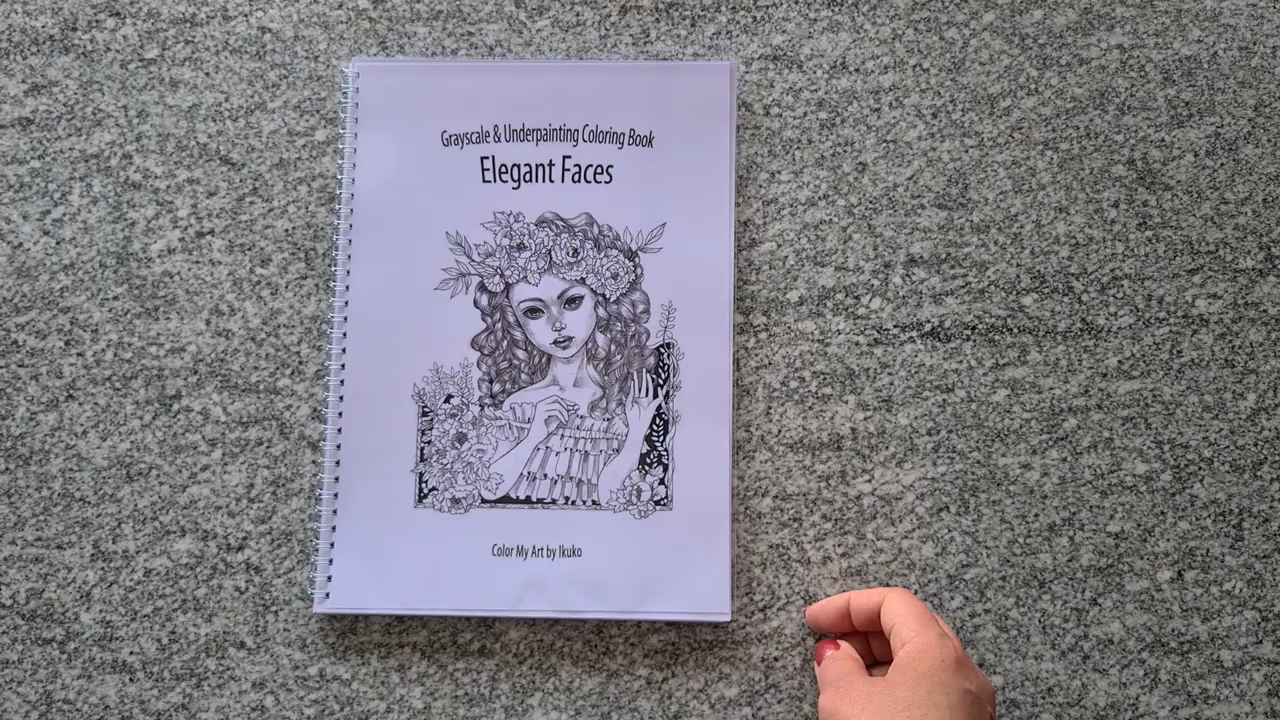 Grayscale & Underpainting Coloring Book
Elegant Faces
Color My Art by Ikuko